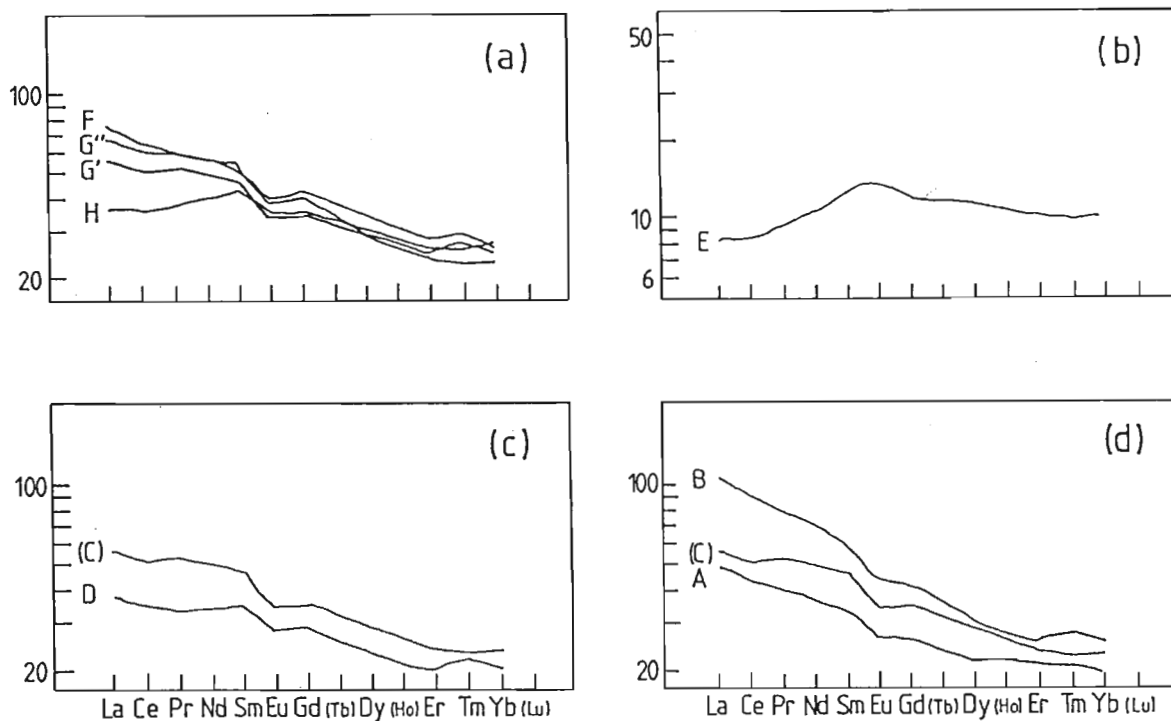 (a)
100
F
G"
G'
H
20
(b)
50
10
E
6
(c)
100
(C)
D
20
La Ce Pr Nd Sm Eu Gd (Tb) Dy (Ho) Er Tm Yb (Lu)
(d)
100
B
(C)
A
20
La Ce Pr Nd Sm Eu Gd (Tb) Dy (Ho) Er Tm Yb (Lu)